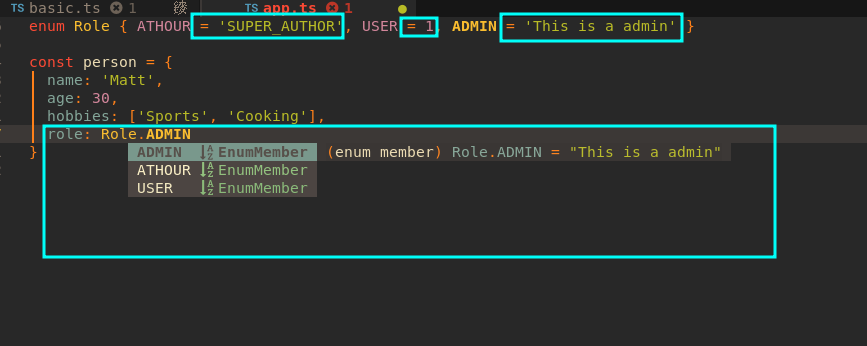 TS basic.ts 1 TS app.ts 1
enum Role { ATHOUR = 'SUPER_AUTHOR', USER = 1, ADMIN = 'This is a admin' }
const person = {
name: 'Matt',
age: 30,
hobbies: ['Sports', 'Cooking'],
role: Role.ADMIN
} ADMIN EnumMember (enum member) Role.ADMIN = "This is a admin"
ATHOUR EnumMember
USER EnumMember